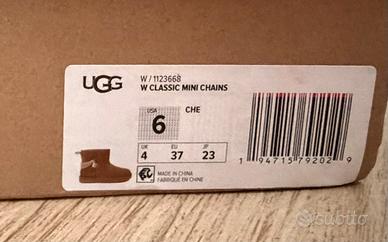 UGG
W / 1123668
W CLASSIC MINI CHAINS
USA
6
CHE
UK EU JP
4 37 23
MADE IN CHINA
FABRIQUÉ EN CHINE
1 94715 79202 9
subito